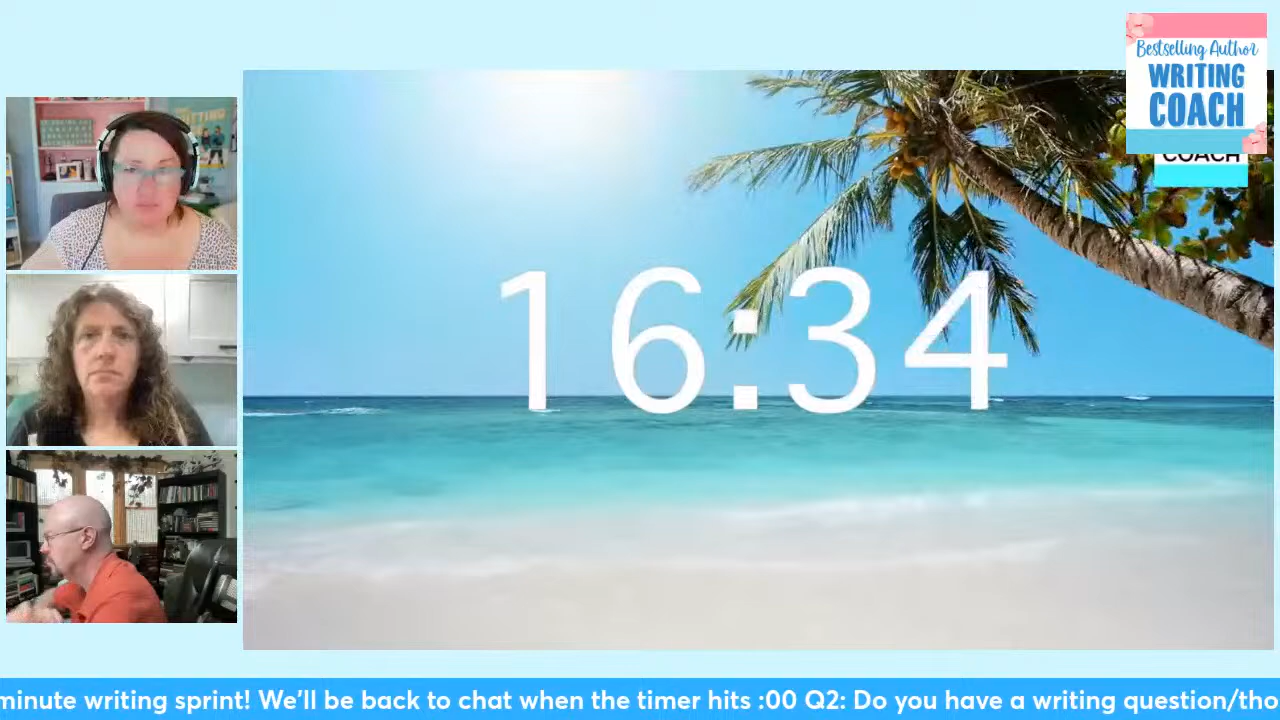 Bestselling Author
WRITING
COACH
COACH
16:34
minute writing sprint! We'll be back to chat when the timer hits :00 Q2: Do you have a writing question/tho